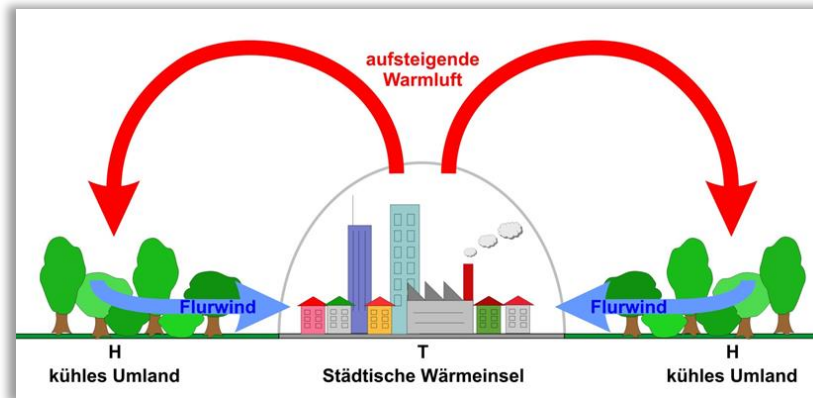 aufsteigende
Warmluft
Flurwind
Flurwind
H
T
H
kühles Umland
Städtische Wärmeinsel
kühles Umland